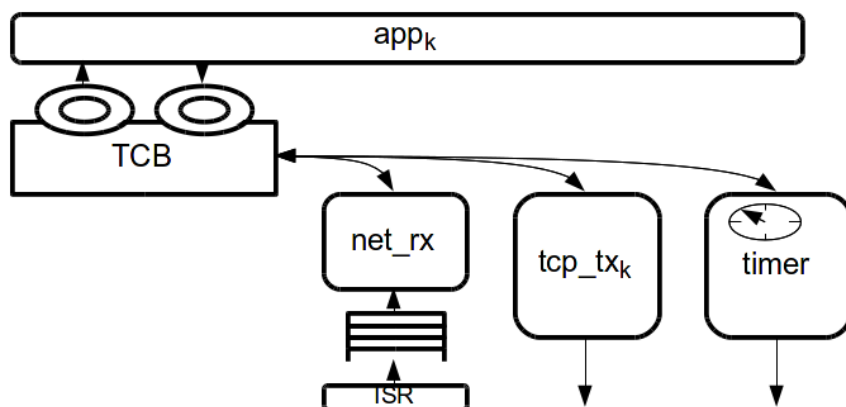 appk
TCB
net_rx
tcp_txk
timer
ISR